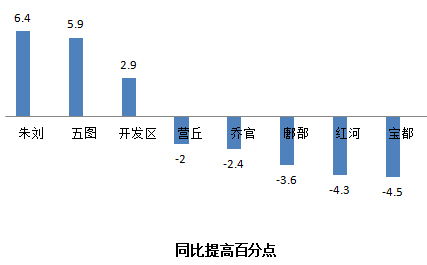 6.4
5.9
2.9
朱刘
五图
开发区
营丘
乔官
鄌郚
红河
宝都
-2
-2.4
-3.6
-4.3
-4.5
同比提高百分点